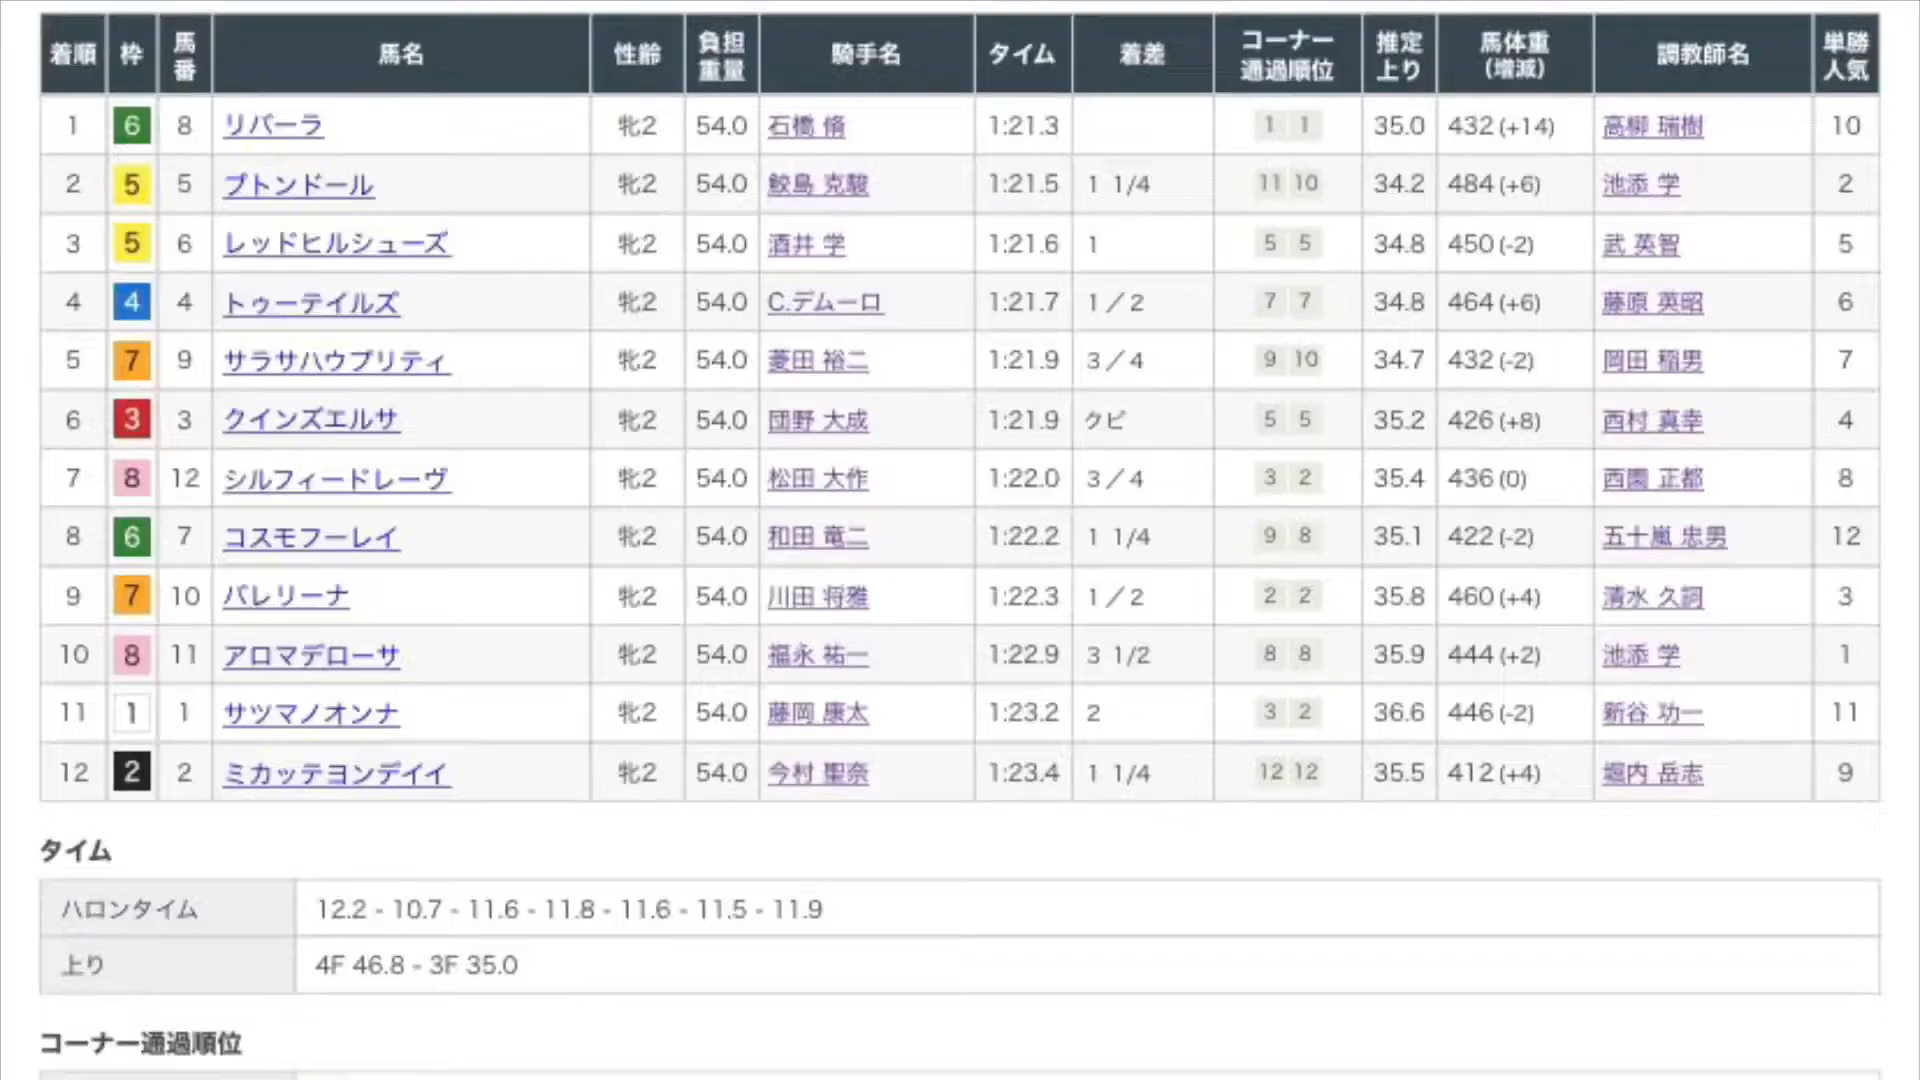 着順 枠 馬番 馬名 性齢 負担重量 騎手名 タイム 着差 コーナー通過順位 推定上り 馬体重(増減) 調教師名 単勝人気
1 6 8 リバーラ 牝2 54.0 石橋 脩 1:21.3 1 1 35.0 432(+14) 高柳 瑞樹 10
2 5 5 ブトンドール 牝2 54.0 鮫島 克駿 1:21.5 1 1/4 11 10 34.2 484(+6) 池添 学 2
3 5 6 レッドヒルシューズ 牝2 54.0 酒井 学 1:21.6 1 5 5 34.8 450(-2) 武 英智 5
4 4 4 トゥーテイルズ 牝2 54.0 C.デムーロ 1:21.7 1／2 7 7 34.8 464(+6) 藤原 英昭 6
5 7 9 サラサハウプリティ 牝2 54.0 菱田 裕二 1:21.9 3／4 9 10 34.7 432(-2) 岡田 稲男 7
6 3 3 クインズエルサ 牝2 54.0 団野 大成 1:21.9 クビ 5 5 35.2 426(+8) 西村 真幸 4
7 8 12 シルフィードレーヴ 牝2 54.0 松田 大作 1:22.0 3／4 3 2 35.4 436(0) 西園 正都 8
8 6 7 コスモフーレイ 牝2 54.0 和田 竜二 1:22.2 1 1/4 9 8 35.1 422(-2) 五十嵐 忠男 12
9 7 10 バレリーナ 牝2 54.0 川田 将雅 1:22.3 1／2 2 2 35.8 460(+4) 清水 久詞 3
10 8 11 アロマデローサ 牝2 54.0 福永 祐一 1:22.9 3 1/2 8 8 35.9 444(+2) 池添 学 1
11 1 1 サツマノオンナ 牝2 54.0 藤岡 康太 1:23.2 2 3 2 36.6 446(-2) 新谷 功一 11
12 2 2 ミカッテヨンデイイ 牝2 54.0 今村 聖奈 1:23.4 1 1/4 12 12 35.5 412(+4) 堀内 岳志 9
タイム
ハロンタイム 12.2 - 10.7 - 11.6 - 11.8 - 11.6 - 11.5 - 11.9
上り 4F 46.8 - 3F 35.0
コーナー通過順位